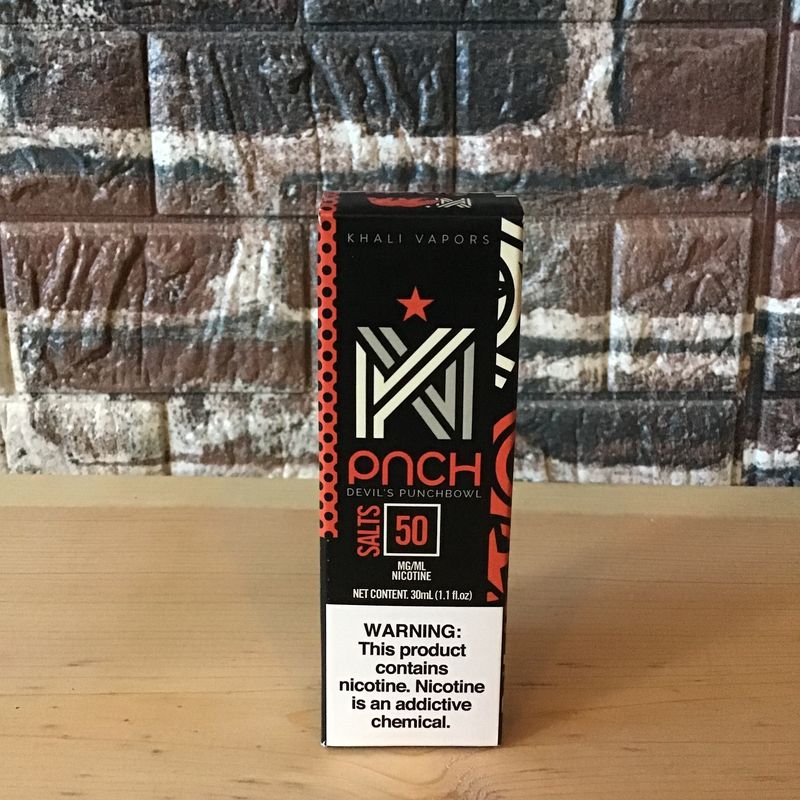 KHALI VAPORS
PNCH
DEVIL'S PUNCHBOWL
SALTS
50
MG/ML
NICOTINE
NET CONTENT. 30mL (1.1 fl.oz)
WARNING:
This product
contains
nicotine. Nicotine
is an addictive
chemical.